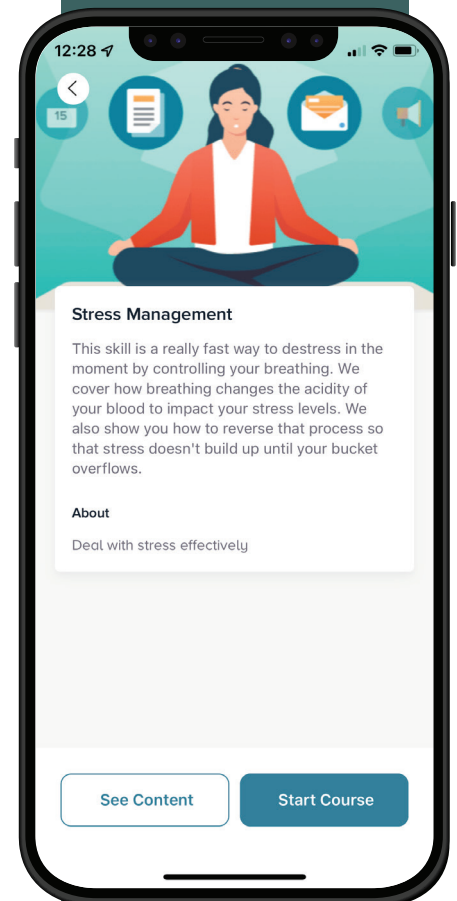 12:28
15
Stress Management
This skill is a really fast way to destress in the
moment by controlling your breathing. We
cover how breathing changes the acidity of
your blood to impact your stress levels. We
also show you how to reverse that process so
that stress doesn't build up until your bucket
overflows.
About
Deal with stress effectively
See Content
Start Course